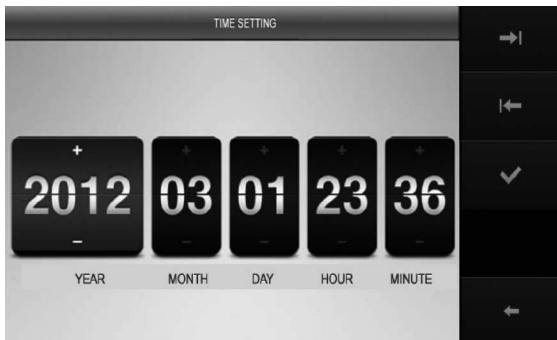 TIME SETTING
+ + + + +
2012 03 01 23 36
− − − − −
YEAR MONTH DAY HOUR MINUTE